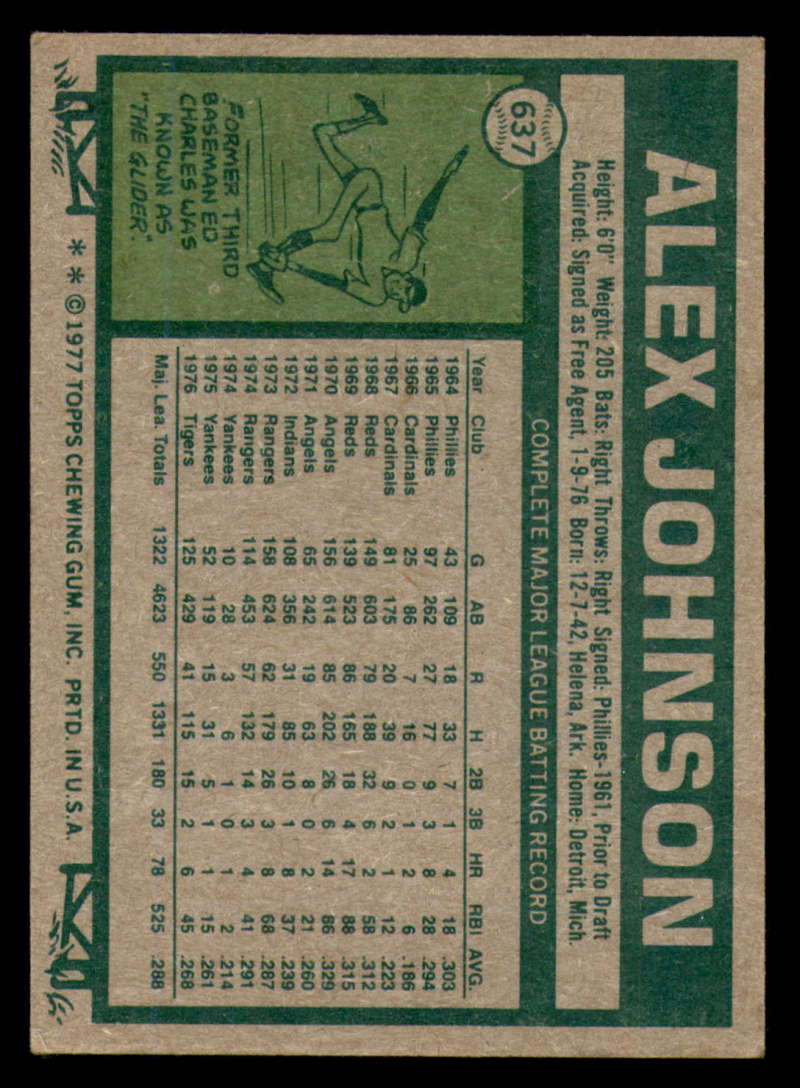 637
ALEX JOHNSON
Height: 6'0" Weight: 205 Bats: Right Throws: Right Signed: Phillies-1961, Prior to Draft
Acquired: Signed as Free Agent, 1-9-76 Born: 12-7-42, Helena, Ark. Home: Detroit, Mich.
COMPLETE MAJOR LEAGUE BATTING RECORD
Year Club G AB R H 2B 3B HR RBI AVG.
1964 Phillies 43 109 18 33 7 1 4 18 .303
1965 Phillies 97 262 27 77 9 3 8 28 .294
1966 Cardinals 25 86 7 16 0 1 2 6 .186
1967 Cardinals 81 175 20 39 9 2 1 12 .223
1968 Reds 149 603 79 188 32 6 2 58 .312
1969 Reds 139 523 86 165 18 4 17 88 .315
1970 Angels 156 614 85 202 26 6 14 86 .329
1971 Angels 65 242 19 63 8 0 2 21 .260
1972 Indians 108 356 31 85 10 1 8 37 .239
1973 Rangers 158 624 62 179 26 3 8 68 .287
1974 Rangers 114 453 57 132 14 3 4 41 .291
1974 Yankees 10 28 3 6 1 0 1 2 .214
1975 Yankees 52 119 15 31 5 1 1 15 .261
1976 Tigers 125 429 41 115 15 2 6 45 .268
Maj. Lea. Totals 1322 4623 550 1331 180 33 78 525 .288
FORMER THIRD
BASEMAN ED
CHARLES WAS
KNOWN AS
"THE GLIDER".
* * © 1977 TOPPS CHEWING GUM, INC. PRTD. IN U.S.A.